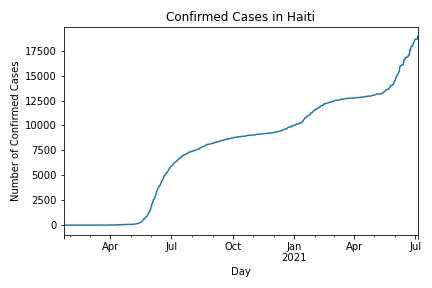 Confirmed Cases in Haiti
Number of Confirmed Cases
17500
15000
12500
10000
7500
5000
2500
0
Apr Jul Oct Jan Apr Jul
2021
Day